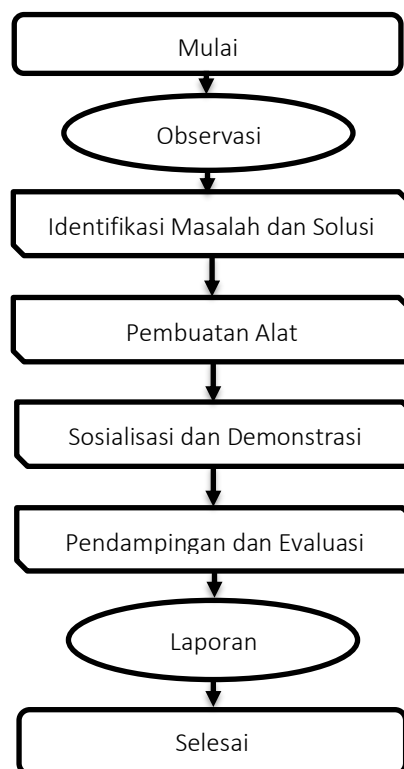 Mulai
Observasi
Identifikasi Masalah dan Solusi
Pembuatan Alat
Sosialisasi dan Demonstrasi
Pendampingan dan Evaluasi
Laporan
Selesai